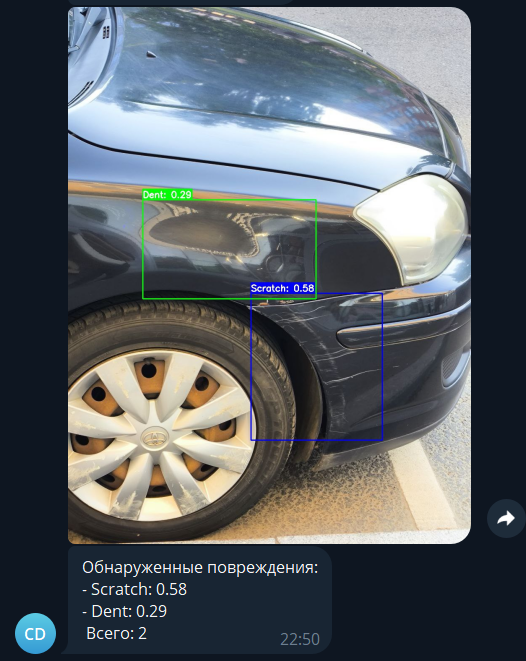 Dent: 0.29
Scratch: 0.58
Обнаруженные повреждения:
- Scratch: 0.58
- Dent: 0.29
Всего: 2
22:50
CD